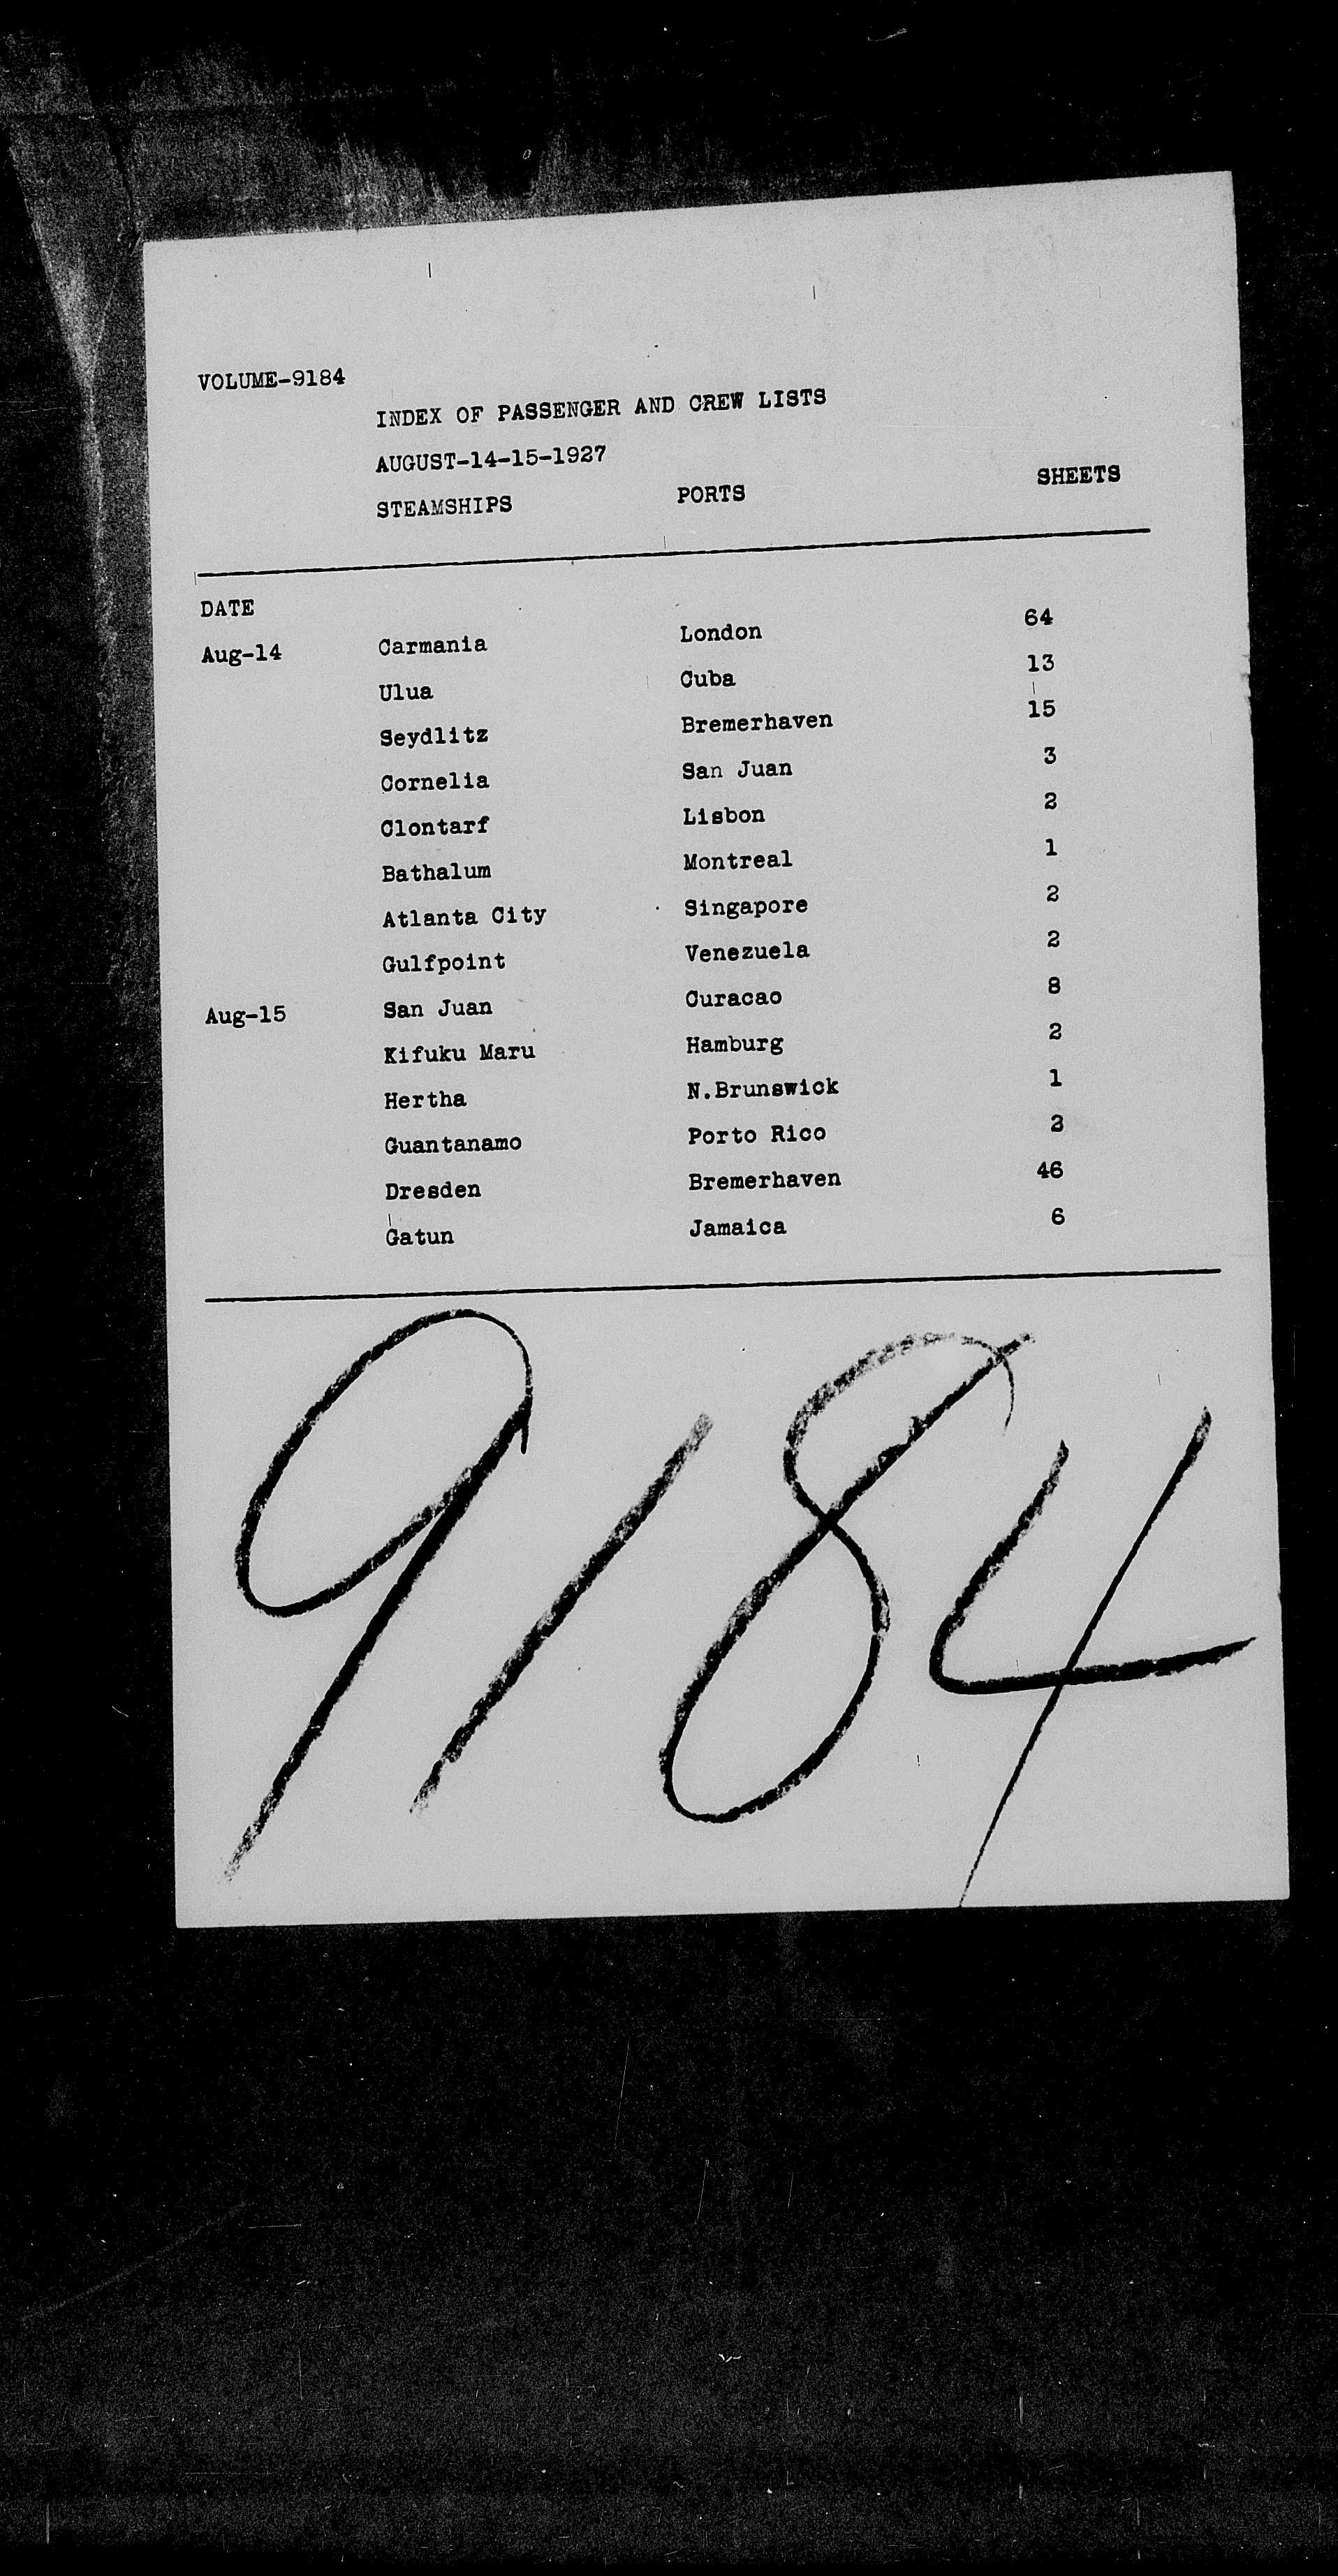 VOLUME-9184
INDEX OF PASSENGER AND CREW LISTS
AUGUST-14-15-1927
STEAMSHIPS PORTS SHEETS
DATE
Aug-14 Carmania London 64
Ulua Cuba 13
Seydlitz Bremerhaven 15
Cornelia San Juan 3
Clontarf Lisbon 2
Bathalum Montreal 1
Atlanta City Singapore 2
Gulfpoint Venezuela 2
Aug-15 San Juan Curacao 8
Kifuku Maru Hamburg 2
Hertha N.Brunswick 1
Guantanamo Porto Rico 2
Dresden Bremerhaven 46
Gatun Jamaica 6
9184